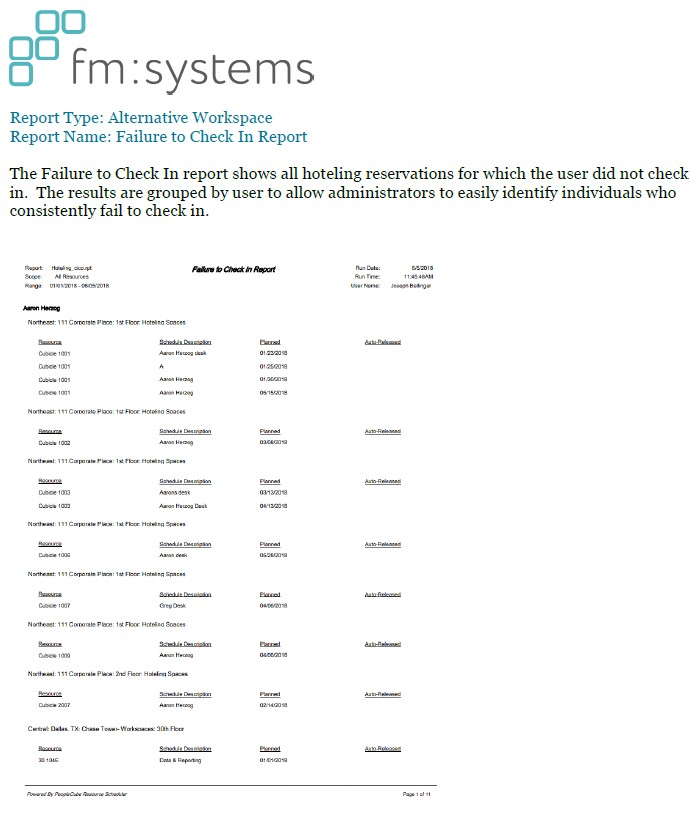 fm:systems
Report Type: Alternative Workspace
Report Name: Failure to Check In Report
The Failure to Check In report shows all hoteling reservations for which the user did not check
in. The results are grouped by user to allow administrators to easily identify individuals who
consistently fail to check in.
Report: Hoteling_cico.rpt Failure to Check In Report Run Date: 6/5/2018
Scope: All Resources Run Time: 11:45:46AM
Range: 01/01/2018 - 06/05/2018 User Name: Joseph Ballinger
Aaron Herzog
Northeast: 111 Corporate Place: 1st Floor: Hoteling Spaces
Resource Schedule Description Planned Auto-Released
Cubicle 1001 Aaron Herzog desk 01/23/2018
Cubicle 1001 A 01/25/2018
Cubicle 1001 Aaron Herzog 01/30/2018
Cubicle 1001 Aaron Herzog 05/15/2018
Northeast: 111 Corporate Place: 1st Floor: Hoteling Spaces
Resource Schedule Description Planned Auto-Released
Cubicle 1002 Aaron Herzog 03/08/2018
Northeast: 111 Corporate Place: 1st Floor: Hoteling Spaces
Resource Schedule Description Planned Auto-Released
Cubicle 1003 Aarons desk 03/13/2018
Cubicle 1003 Aaron Herzog Desk 04/13/2018
Northeast: 111 Corporate Place: 1st Floor: Hoteling Spaces
Resource Schedule Description Planned Auto-Released
Cubicle 1006 Aaron desk 05/28/2018
Northeast: 111 Corporate Place: 1st Floor: Hoteling Spaces
Resource Schedule Description Planned Auto-Released
Cubicle 1007 Greg Desk 04/06/2018
Northeast: 111 Corporate Place: 1st Floor: Hoteling Spaces
Resource Schedule Description Planned Auto-Released
Cubicle 1009 Aaron Herzog 04/06/2018
Northeast: 111 Corporate Place: 2nd Floor: Hoteling Spaces
Resource Schedule Description Planned Auto-Released
Cubicle 2007 Aaron Herzog 02/14/2018
Central: Dallas, TX: Chase Tower- Workspaces: 30th Floor
Resource Schedule Description Planned Auto-Released
30.104E Data & Reporting 01/01/2018
Powered By PeopleCube Resource Scheduler Page 1 of 11